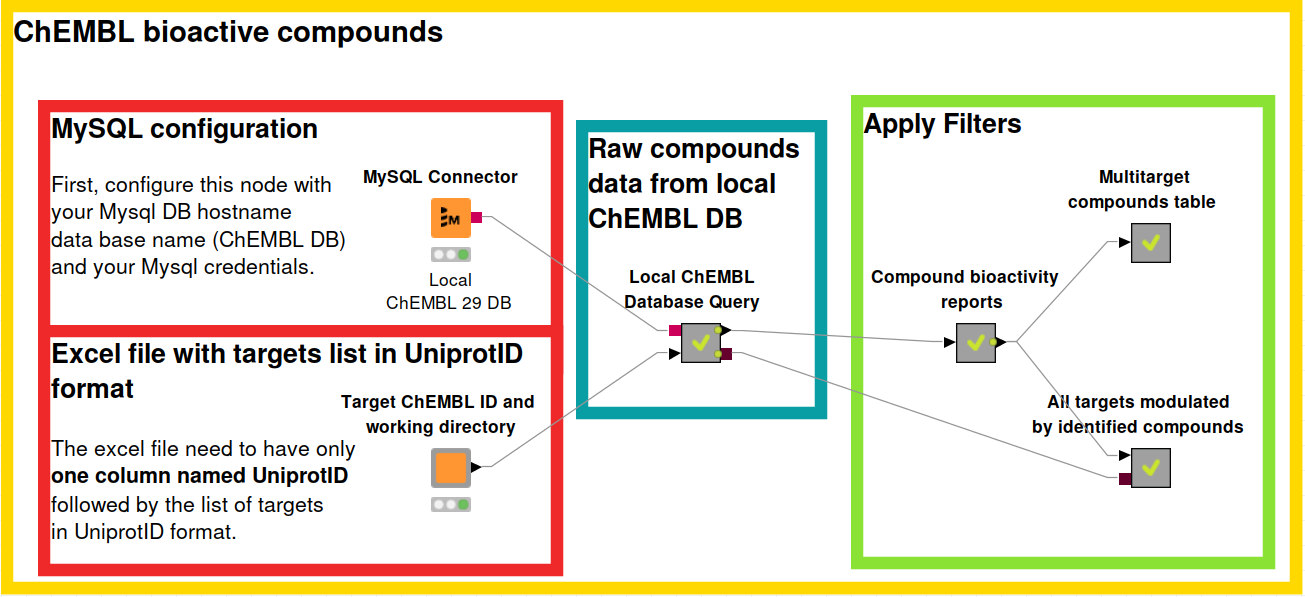 ChEMBL bioactive compounds
MySQL configuration
First, configure this node with
your Mysql DB hostname
data base name (ChEMBL DB)
and your Mysql credentials.
MySQL Connector
M
Local
ChEMBL 29 DB
Excel file with targets list in UniprotID
format
The excel file need to have only
one column named UniprotID
followed by the list of targets
in UniprotID format.
Target ChEMBL ID and
working directory
Raw compounds
data from local
ChEMBL DB
Local ChEMBL
Database Query
Apply Filters
Compound bioactivity
reports
Multitarget
compounds table
All targets modulated
by identified compounds